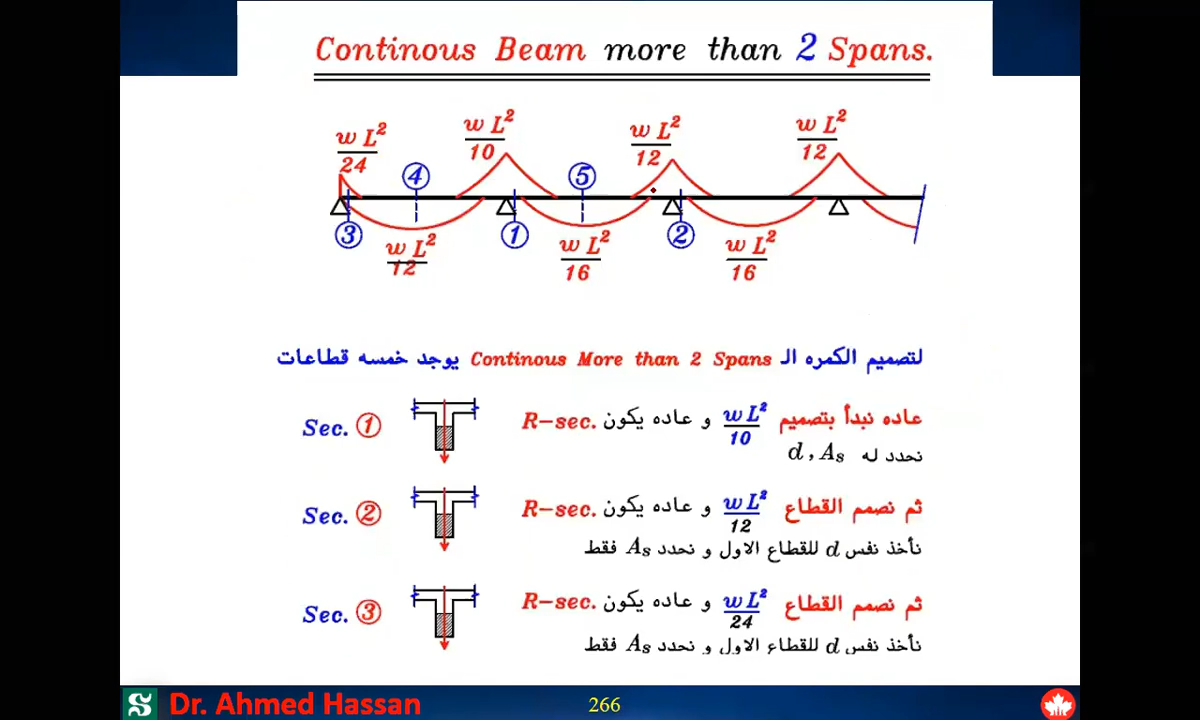 Continous Beam more than 2 Spans.
w L²/24 w L²/10 w L²/12 w L²/12
④ ⑤
③ ① ②
w L²/12 w L²/16 w L²/16
لتصميم الكمره الـ Continous More than 2 Spans يوجد خمسه قطاعات
Sec. ① عاده نبدأ بتصميم w L²/10 و عاده يكون R-sec.
نحدد له d , As
Sec. ② ثم نصمم القطاع w L²/12 و عاده يكون R-sec.
نأخذ نفس d للقطاع الاول و نحدد As فقط
Sec. ③ ثم نصمم القطاع w L²/24 و عاده يكون R-sec.
نأخذ نفس d للقطاع الاول و نحدد As فقط
Dr. Ahmed Hassan 266